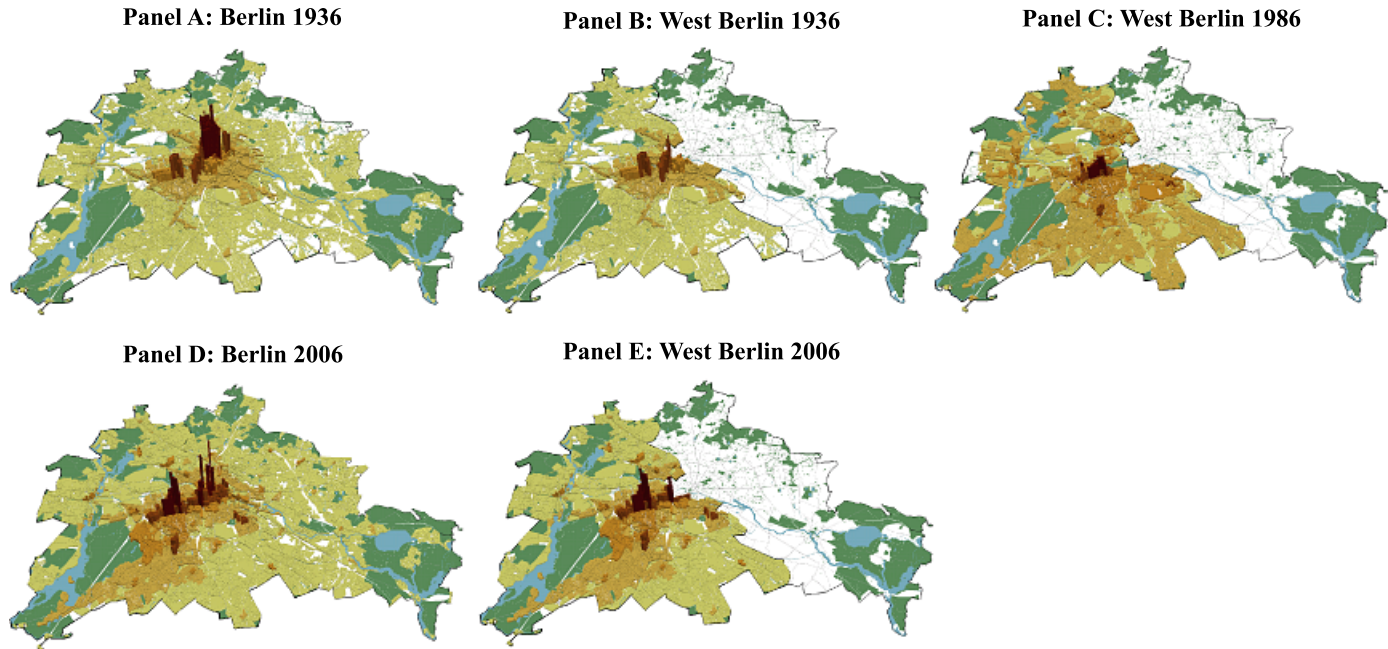 Panel A: Berlin 1936
Panel B: West Berlin 1936
Panel C: West Berlin 1986
Panel D: Berlin 2006
Panel E: West Berlin 2006